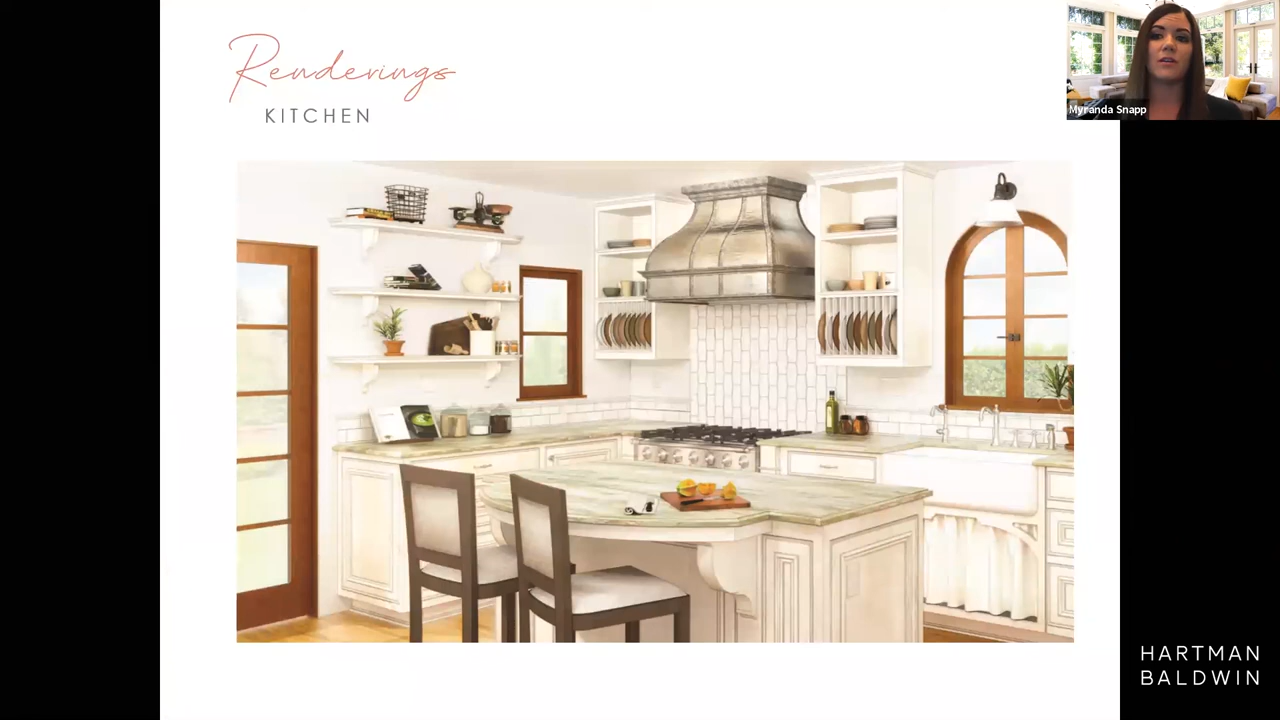 Renderings
KITCHEN
Myranda Snapp
HARTMAN
BALDWIN